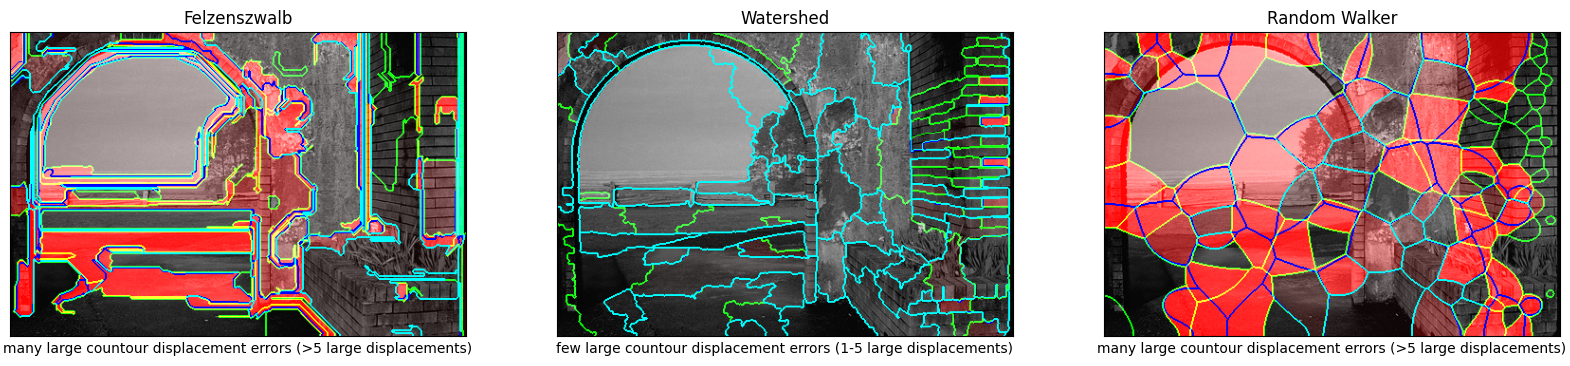 Felzenszwalb
Watershed
Random Walker
many large countour displacement errors (>5 large displacements)
few large countour displacement errors (1-5 large displacements)
many large countour displacement errors (>5 large displacements)